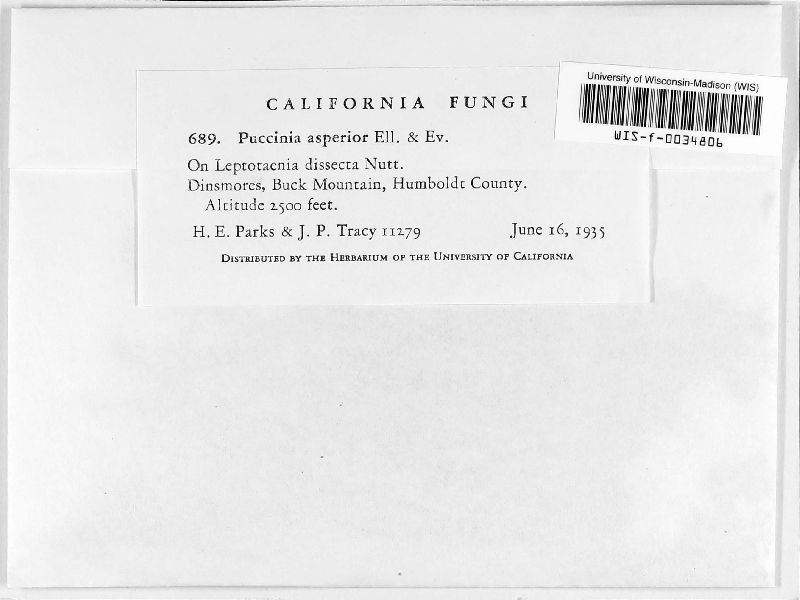 CALIFORNIA FUNGI
689. Puccinia asperior Ell. & Ev.
On Leptotaenia dissecta Nutt.
Dinsmores, Buck Mountain, Humboldt County.
Altitude 2500 feet.
H. E. Parks & J. P. Tracy 11279 June 16, 1935
DISTRIBUTED BY THE HERBARIUM OF THE UNIVERSITY OF CALIFORNIA
University of Wisconsin-Madison (WIS)
WIS-f-0034806